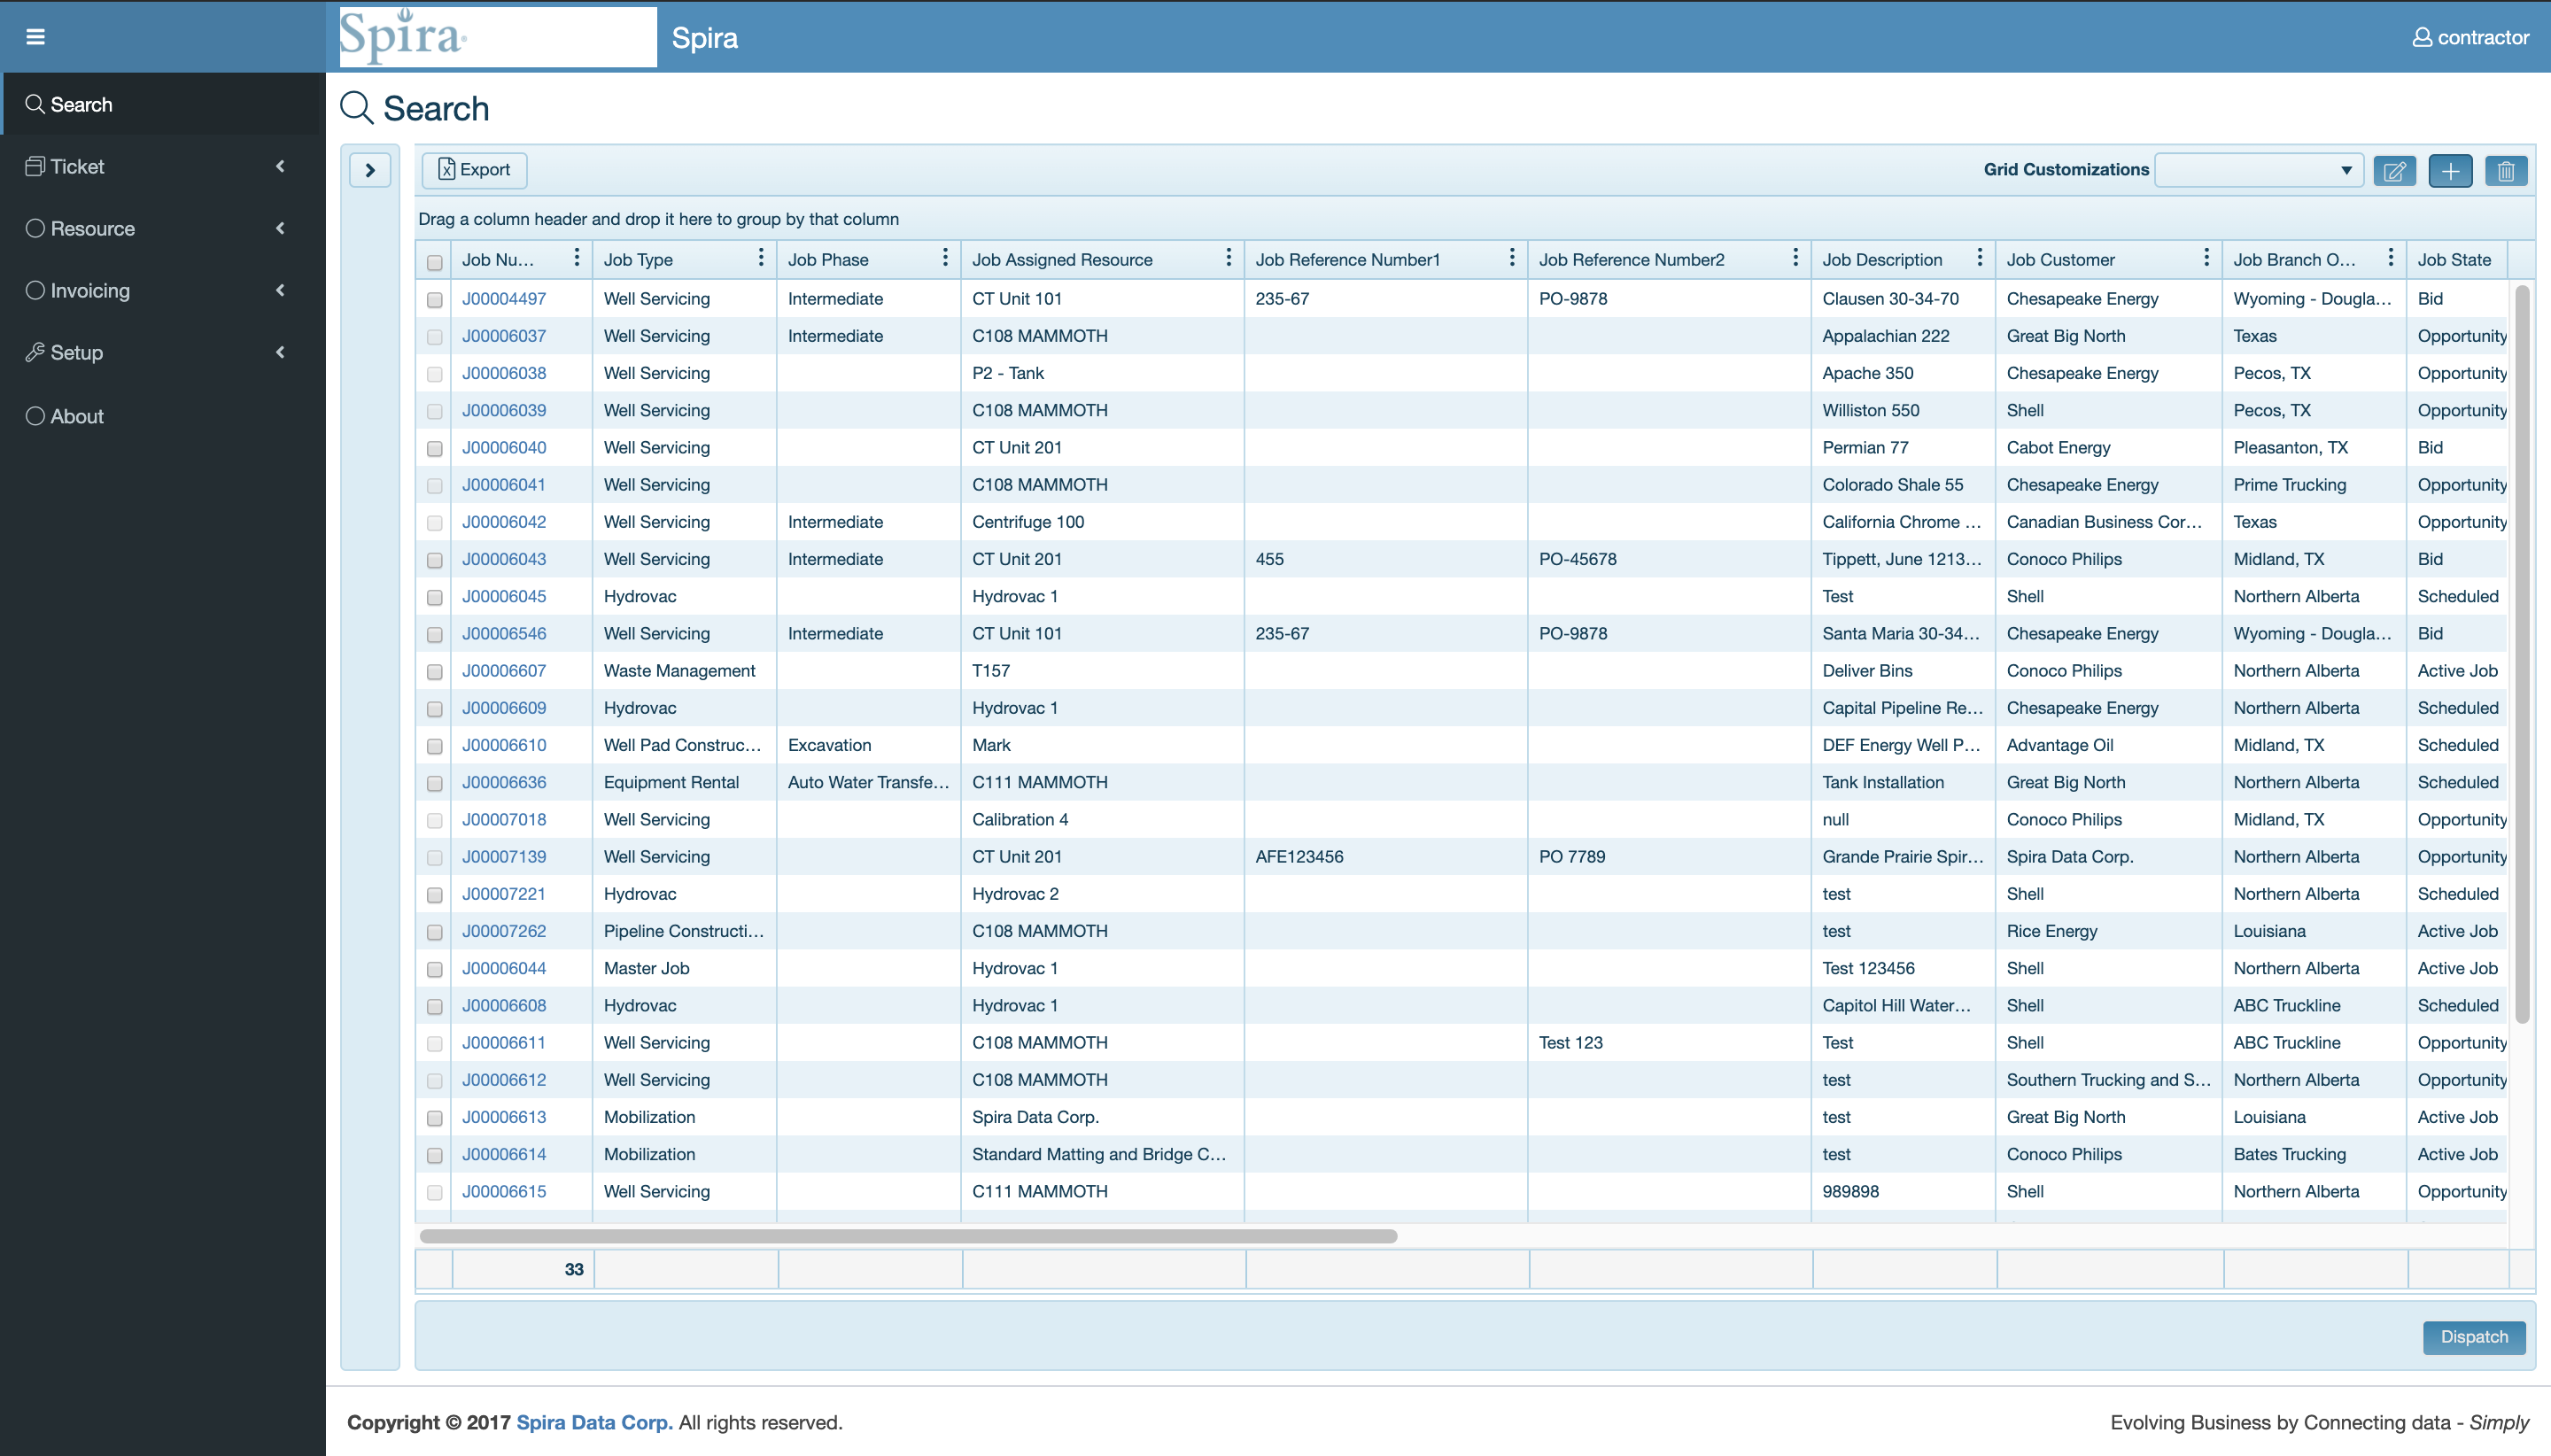 Spira
Spira
contractor
Search
Ticket
Resource
Invoicing
Setup
About
Search
Export
Grid Customizations
Drag a column header and drop it here to group by that column
Job Nu... Job Type Job Phase Job Assigned Resource Job Reference Number1 Job Reference Number2 Job Description Job Customer Job Branch O... Job State
J00004497 Well Servicing Intermediate CT Unit 101 235-67 PO-9878 Clausen 30-34-70 Chesapeake Energy Wyoming - Dougla... Bid
J00006037 Well Servicing Intermediate C108 MAMMOTH Appalachian 222 Great Big North Texas Opportunity
J00006038 Well Servicing P2 - Tank Apache 350 Chesapeake Energy Pecos, TX Opportunity
J00006039 Well Servicing C108 MAMMOTH Williston 550 Shell Pecos, TX Opportunity
J00006040 Well Servicing CT Unit 201 Permian 77 Cabot Energy Pleasanton, TX Bid
J00006041 Well Servicing C108 MAMMOTH Colorado Shale 55 Chesapeake Energy Prime Trucking Opportunity
J00006042 Well Servicing Intermediate Centrifuge 100 California Chrome ... Canadian Business Cor... Texas Opportunity
J00006043 Well Servicing Intermediate CT Unit 201 455 PO-45678 Tippett, June 1213... Conoco Philips Midland, TX Bid
J00006045 Hydrovac Hydrovac 1 Test Shell Northern Alberta Scheduled
J00006546 Well Servicing Intermediate CT Unit 101 235-67 PO-9878 Santa Maria 30-34... Chesapeake Energy Wyoming - Dougla... Bid
J00006607 Waste Management T157 Deliver Bins Conoco Philips Northern Alberta Active Job
J00006609 Hydrovac Hydrovac 1 Capital Pipeline Re... Chesapeake Energy Northern Alberta Scheduled
J00006610 Well Pad Construc... Excavation Mark DEF Energy Well P... Advantage Oil Midland, TX Scheduled
J00006636 Equipment Rental Auto Water Transfe... C111 MAMMOTH Tank Installation Great Big North Northern Alberta Scheduled
J00007018 Well Servicing Calibration 4 null Conoco Philips Midland, TX Opportunity
J00007139 Well Servicing CT Unit 201 AFE123456 PO 7789 Grande Prairie Spir... Spira Data Corp. Northern Alberta Opportunity
J00007221 Hydrovac Hydrovac 2 test Shell Northern Alberta Scheduled
J00007262 Pipeline Constructi... C108 MAMMOTH test Rice Energy Louisiana Active Job
J00006044 Master Job Hydrovac 1 Test 123456 Shell Northern Alberta Active Job
J00006608 Hydrovac Hydrovac 1 Capitol Hill Water... Shell ABC Truckline Scheduled
J00006611 Well Servicing C108 MAMMOTH Test 123 Test Shell ABC Truckline Opportunity
J00006612 Well Servicing C108 MAMMOTH test Southern Trucking and S... Northern Alberta Opportunity
J00006613 Mobilization Spira Data Corp. test Great Big North Louisiana Active Job
J00006614 Mobilization Standard Matting and Bridge C... test Conoco Philips Bates Trucking Active Job
J00006615 Well Servicing C111 MAMMOTH 989898 Shell Northern Alberta Opportunity
33
Dispatch
Copyright © 2017 Spira Data Corp. All rights reserved.
Evolving Business by Connecting data - Simply